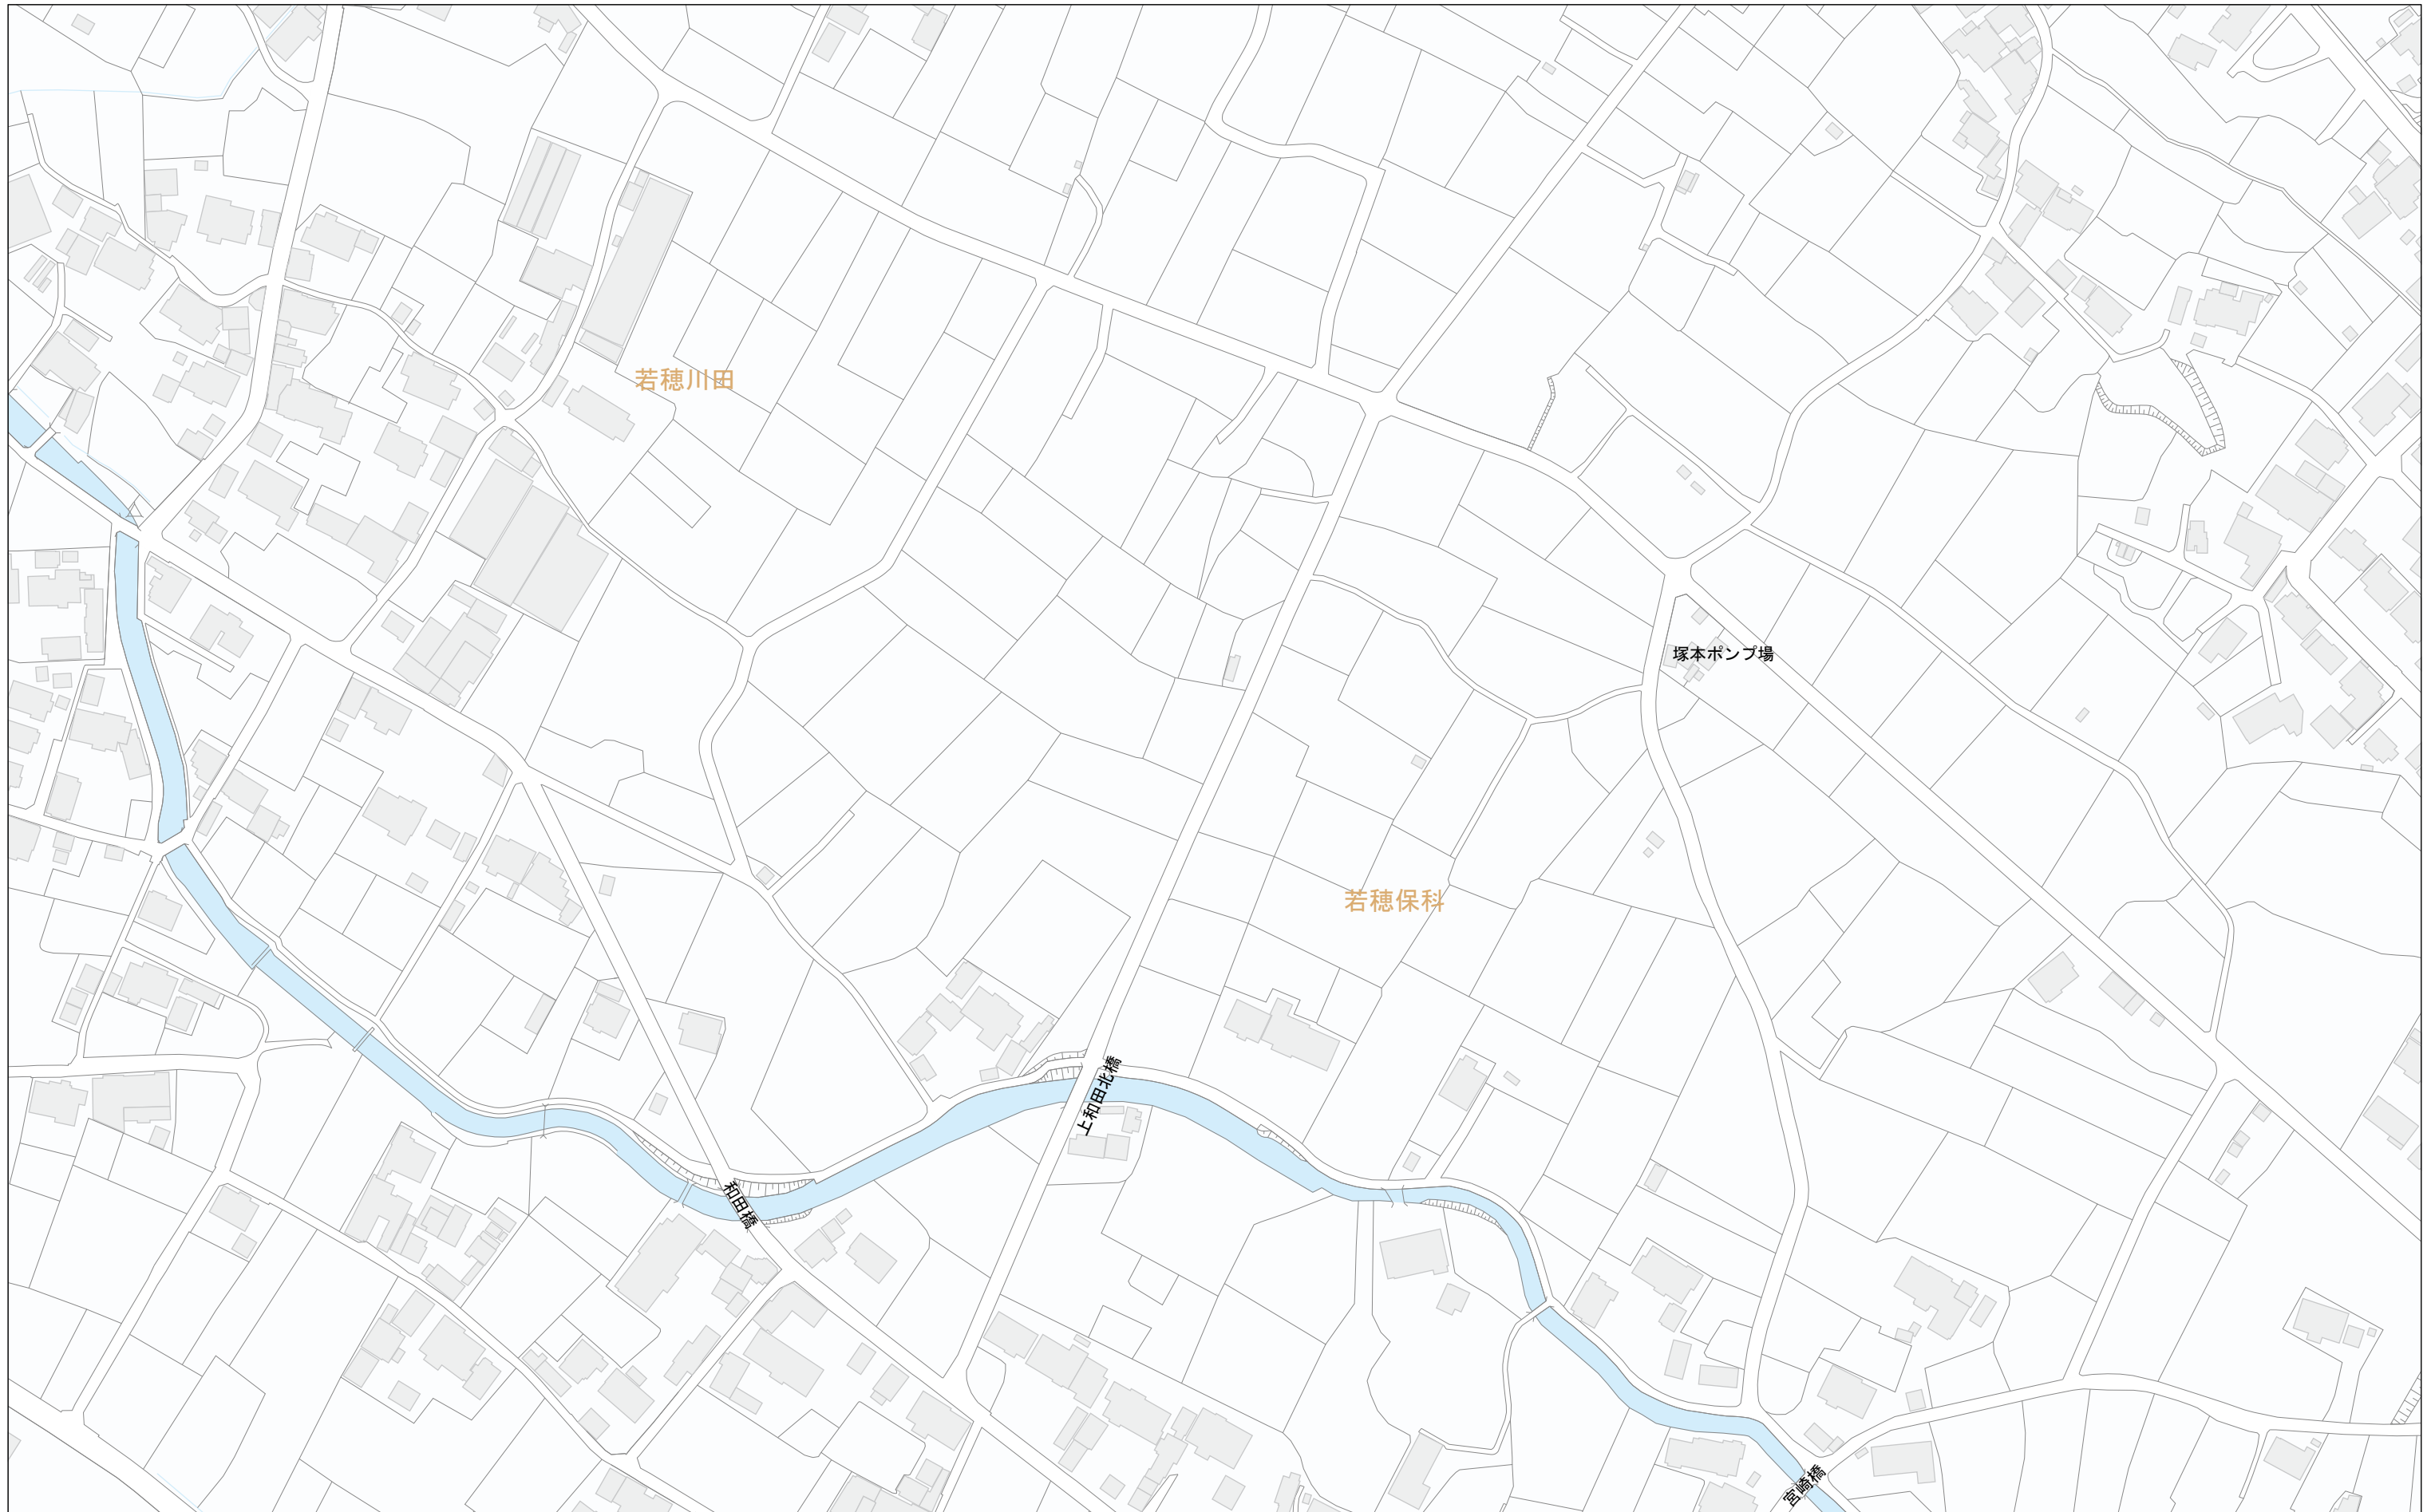 若穂川田
塚本ポンプ場
若穂保科
上和田北橋
和田橋
宮崎橋